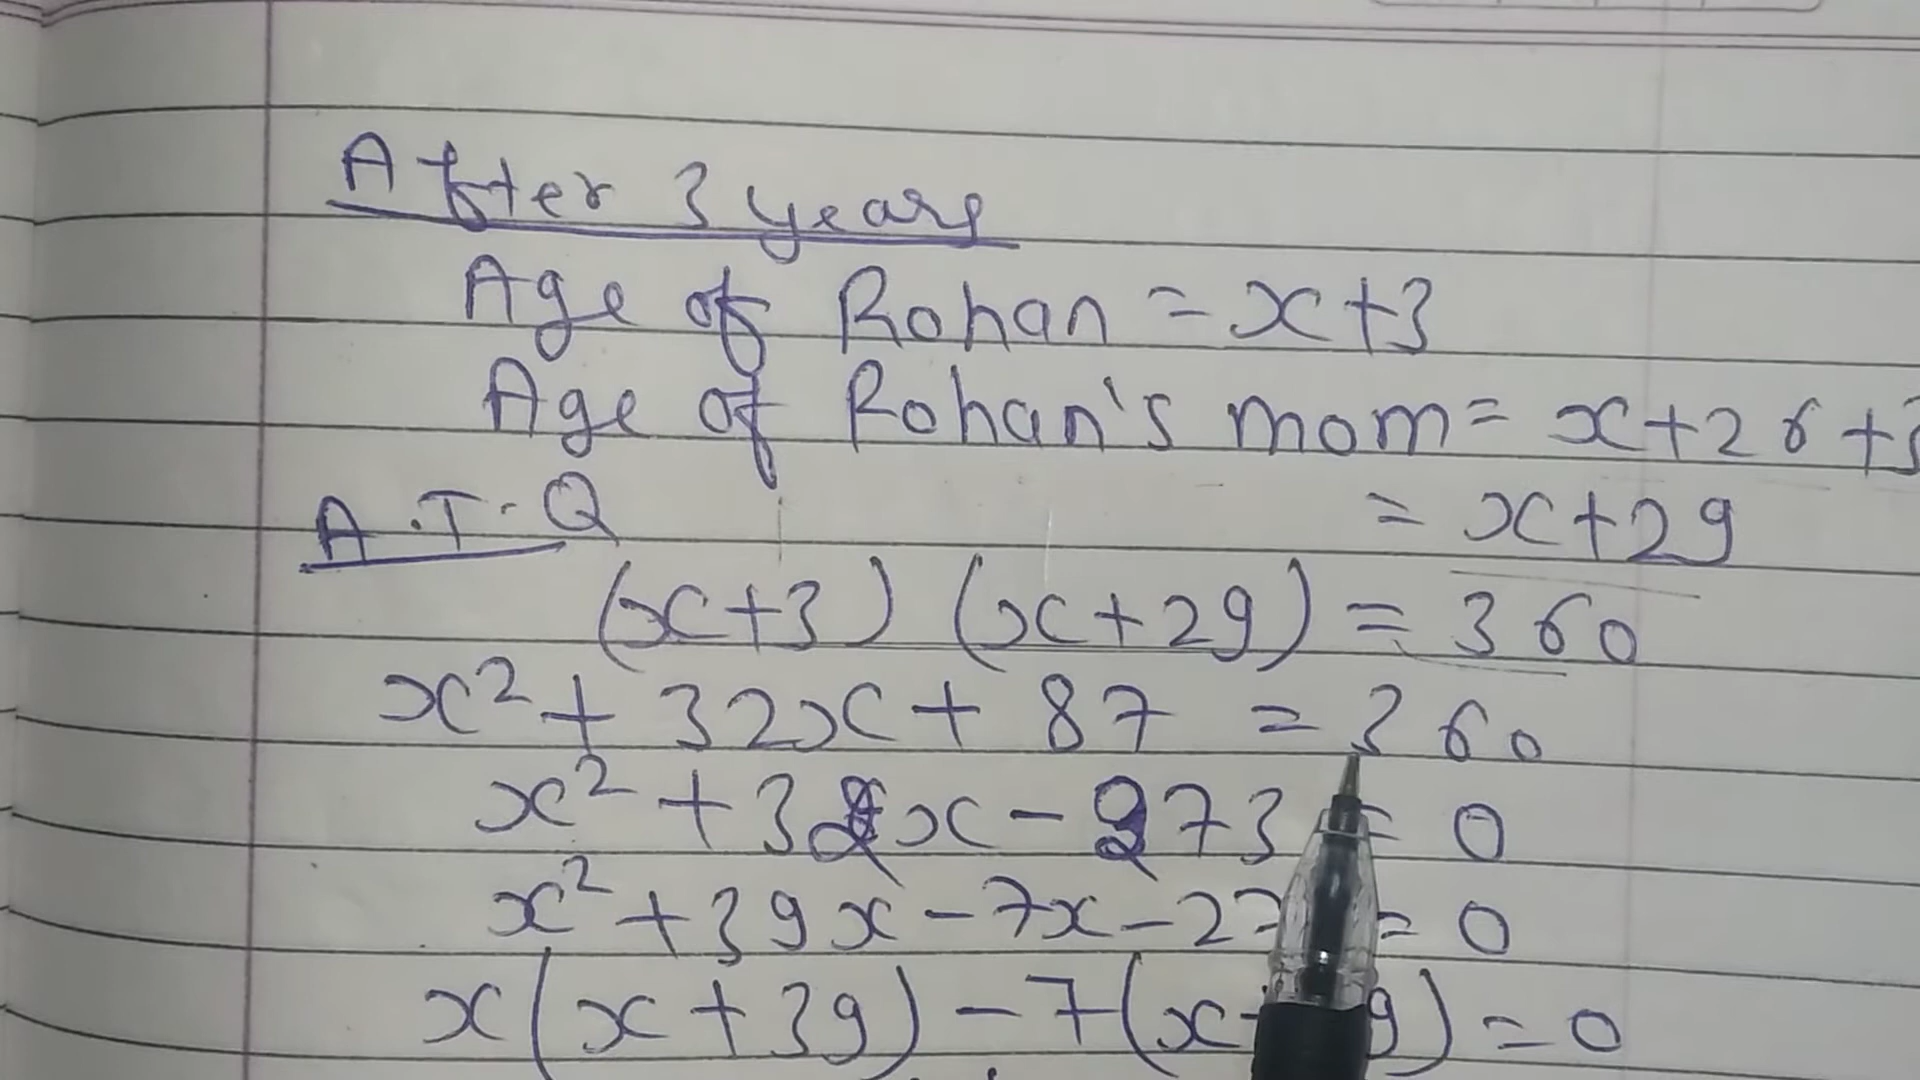 After 3 years
Age of Rohan = x+3
Age of Rohan's mom = x+26+3
= x+29
A.T.Q
(x+3) (x+29) = 360
x² + 32x + 87 = 360
x² + 32x - 273 = 0
x² + 39x - 7x - 27 = 0
x(x+39) - 7(x+ 9) = 0